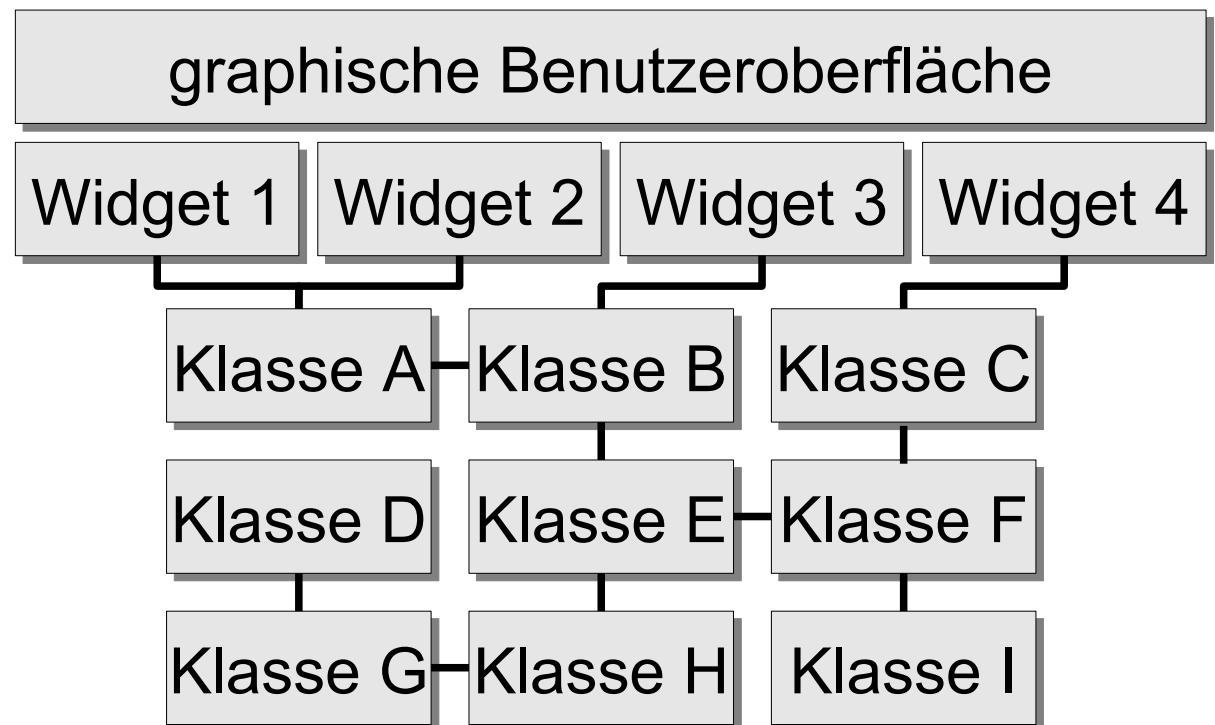 graphische Benutzeroberfläche
Widget 1
Widget 2
Widget 3
Widget 4
Klasse A
Klasse B
Klasse C
Klasse D
Klasse E
Klasse F
Klasse G
Klasse H
Klasse I